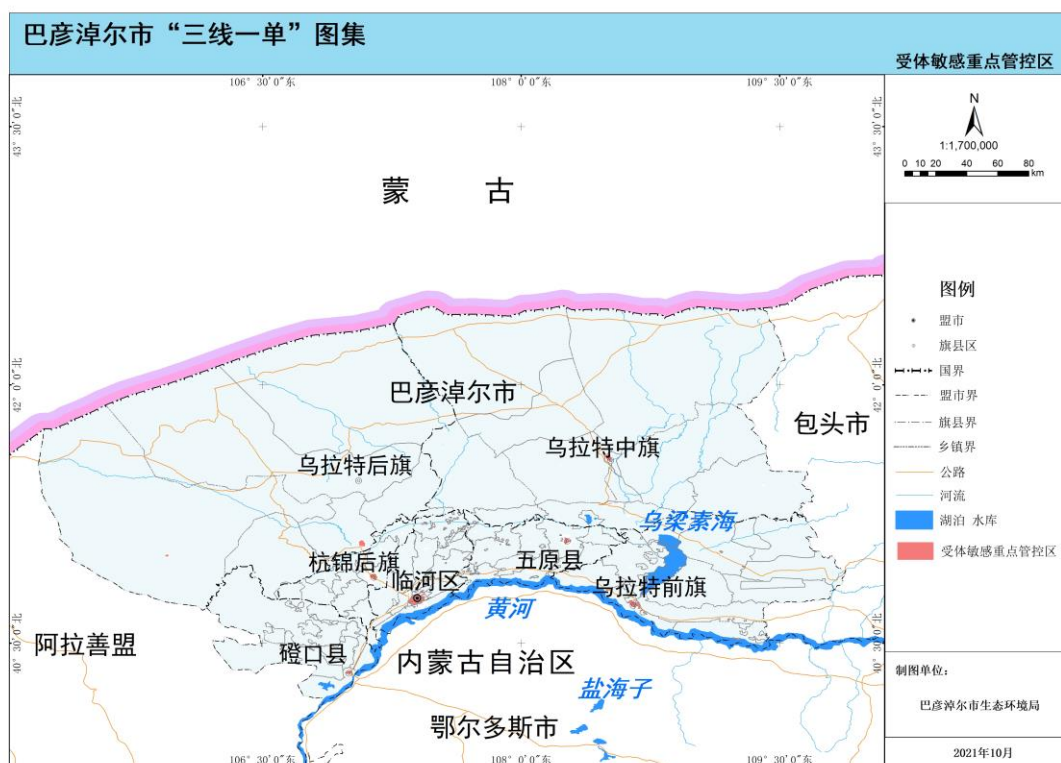 巴彦淖尔市“三线一单”图集
受体敏感重点管控区
106°30'0"东
108°0'0"东
109°30'0"东
43°30'0"北
43°30'0"北
N
1:1,700,000
0 10 20 40 60 80
km
蒙 古
图例
盟市
旗县区
国界
盟市界
旗县界
乡镇界
公路
河流
湖泊 水库
受体敏感重点管控区
42°0'0"北
42°0'0"北
巴彦淖尔市
包头市
乌拉特中旗
乌拉特后旗
乌梁素海
杭锦后旗
五原县
临河区
乌拉特前旗
黄河
40°30'0"北
40°30'0"北
阿拉善盟
磴口县
内蒙古自治区
盐海子
鄂尔多斯市
制图单位：
巴彦淖尔市生态环境局
2021年10月
106°30'0"东
108°0'0"东
109°30'0"东